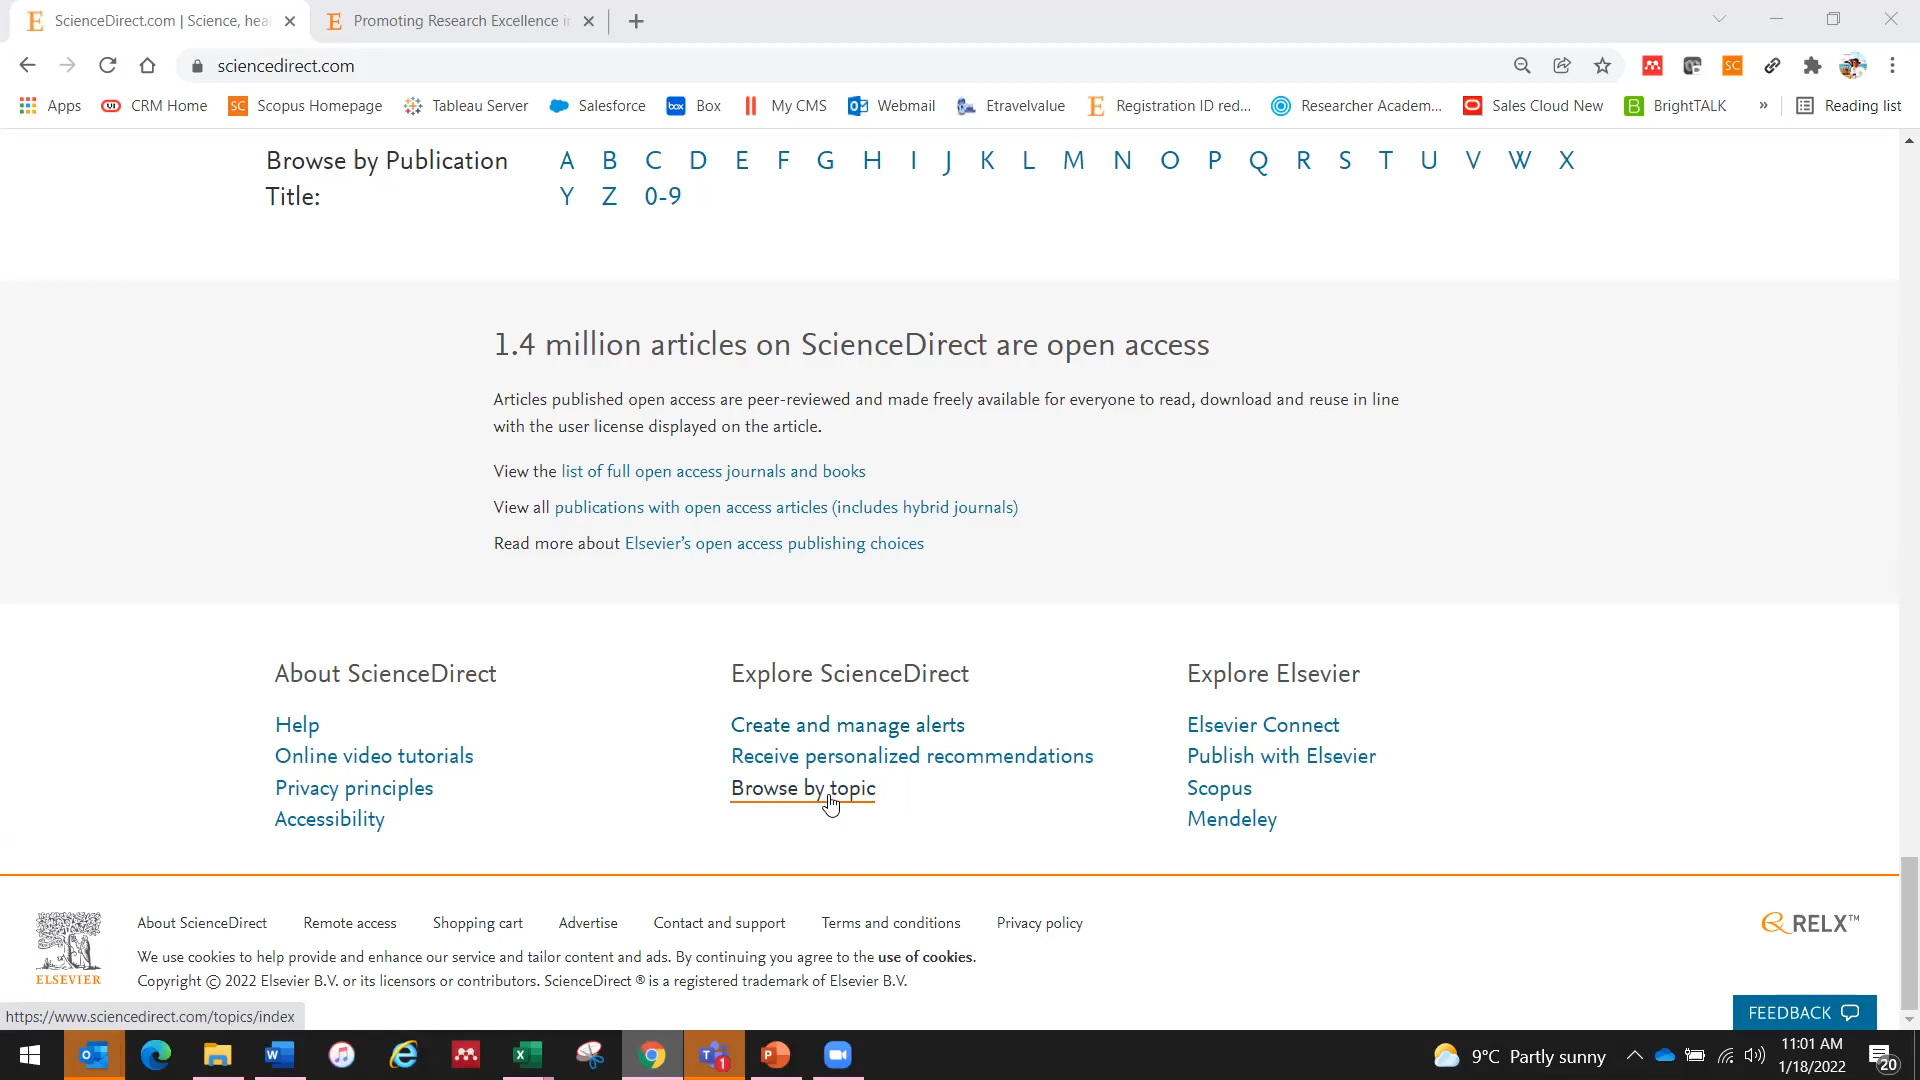 ScienceDirect.com | Science, hea
Promoting Research Excellence i
sciencedirect.com
Apps CRM Home Scopus Homepage Tableau Server Salesforce Box My CMS Webmail Etravelvalue Registration ID red... Researcher Academ... Sales Cloud New BrightTALK » Reading list
Browse by Publication Title:
A B C D E F G H I J K L M N O P Q R S T U V W X
Y Z 0-9
1.4 million articles on ScienceDirect are open access
Articles published open access are peer-reviewed and made freely available for everyone to read, download and reuse in line
with the user license displayed on the article.
View the list of full open access journals and books
View all publications with open access articles (includes hybrid journals)
Read more about Elsevier's open access publishing choices
About ScienceDirect
Help
Online video tutorials
Privacy principles
Accessibility
Explore ScienceDirect
Create and manage alerts
Receive personalized recommendations
Browse by topic
Explore Elsevier
Elsevier Connect
Publish with Elsevier
Scopus
Mendeley
ELSEVIER
About ScienceDirect Remote access Shopping cart Advertise Contact and support Terms and conditions Privacy policy
We use cookies to help provide and enhance our service and tailor content and ads. By continuing you agree to the use of cookies.
Copyright © 2022 Elsevier B.V. or its licensors or contributors. ScienceDirect ® is a registered trademark of Elsevier B.V.
RELX™
FEEDBACK
https://www.sciencedirect.com/topics/index
9°C Partly sunny
11:01 AM
1/18/2022
20